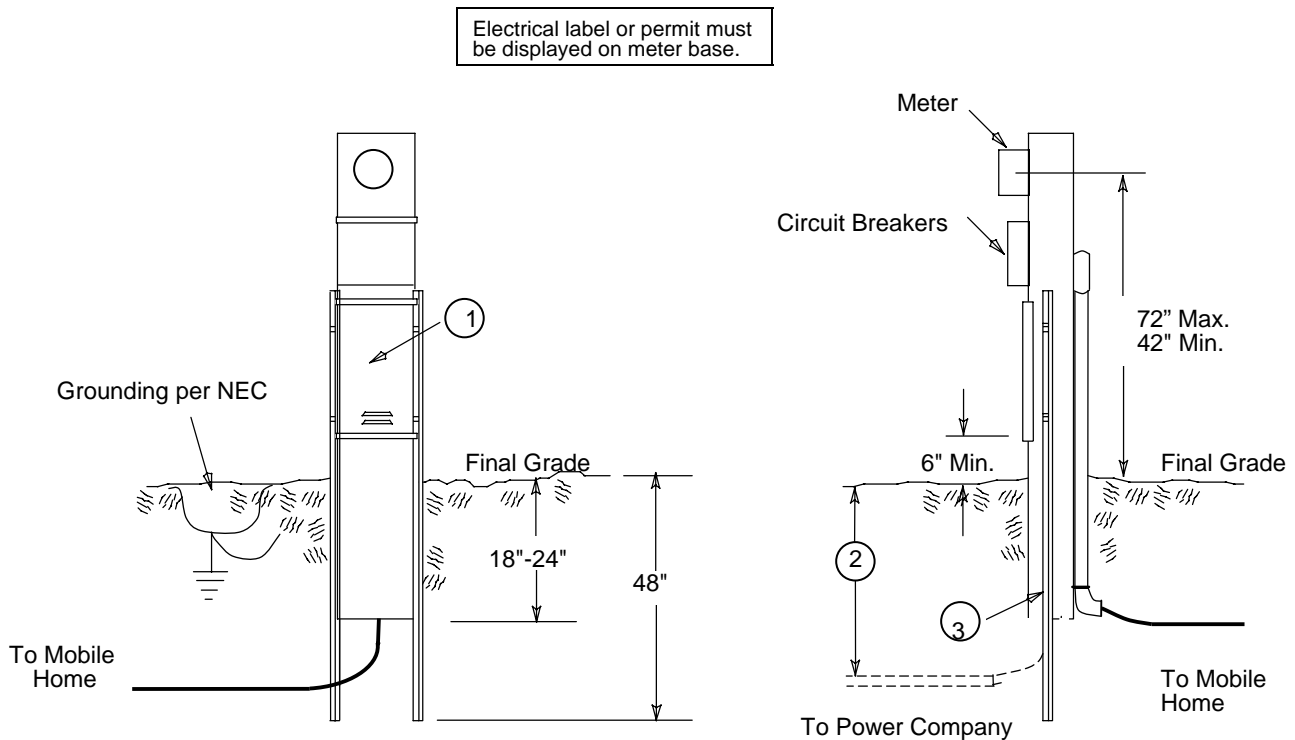 Electrical label or permit must
be displayed on meter base.
Meter
Circuit Breakers
1
72” Max.
42" Min.
Grounding per NEC
Final Grade
6" Min.
Final Grade
18"-24"
48"
2
3
To Mobile
Home
To Mobile
Home
To Power Company